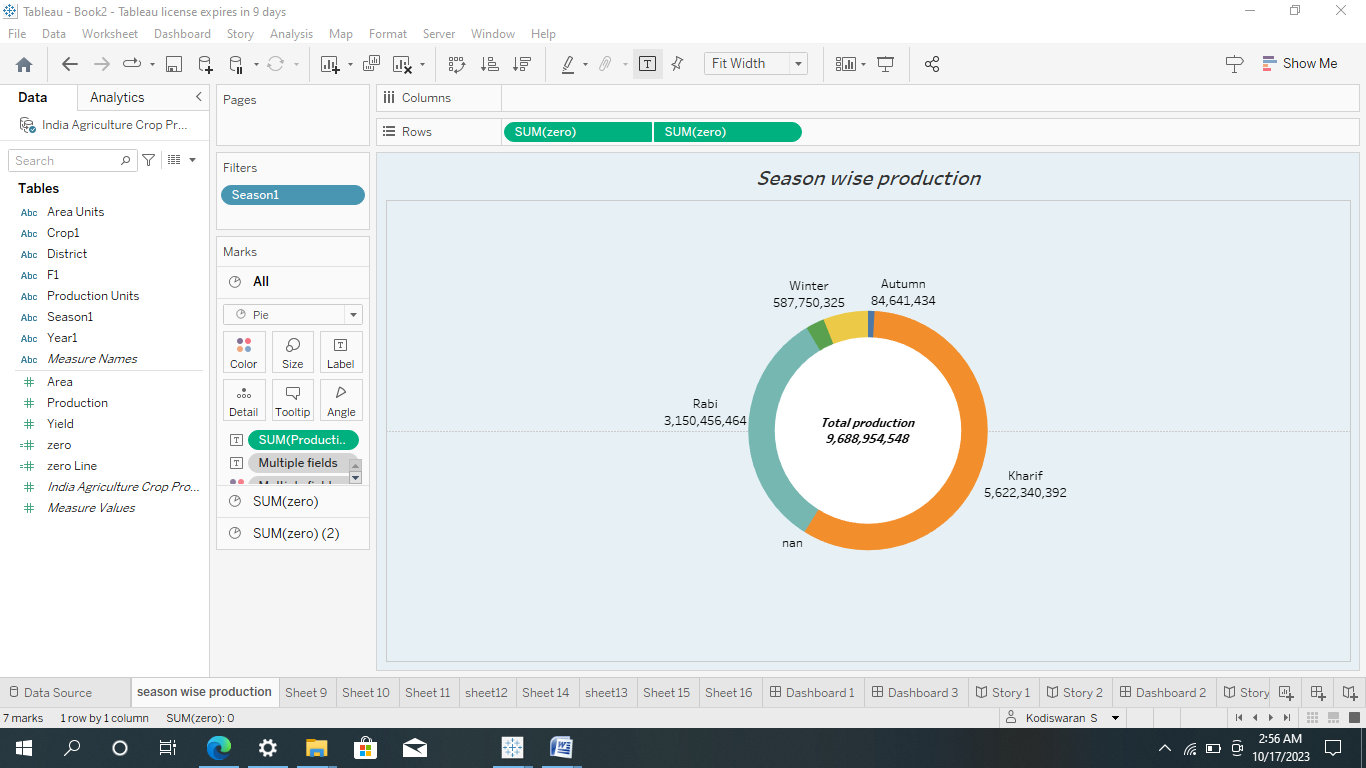 Tableau - Book2 - Tableau license expires in 9 days
File Data Worksheet Dashboard Story Analysis Map Format Server Window Help
Fit Width
Show Me
Data Analytics
India Agriculture Crop Pr...
Search
Tables
Abc Area Units
Abc Crop1
Abc District
Abc F1
Abc Production Units
Abc Season1
Abc Year1
Abc Measure Names
# Area
# Production
# Yield
=# zero
=# zero Line
# India Agriculture Crop Pro...
# Measure Values
Pages
Filters
Season1
Marks
All
Pie
Color Size Label
Detail Tooltip Angle
SUM(Producti..
Multiple fields
SUM(zero)
SUM(zero) (2)
Columns
Rows SUM(zero) SUM(zero)
Season wise production
Winter
587,750,325
Autumn
84,641,434
Rabi
3,150,456,464
Total production
9,688,954,548
Kharif
5,622,340,392
nan
Data Source season wise production Sheet 9 Sheet 10 Sheet 11 sheet12 Sheet 14 sheet13 Sheet 15 Sheet 16 Dashboard 1 Dashboard 3 Story 1 Story 2 Dashboard 2 Story
7 marks 1 row by 1 column SUM(zero): 0 Kodiswaran S
2:56 AM
10/17/2023